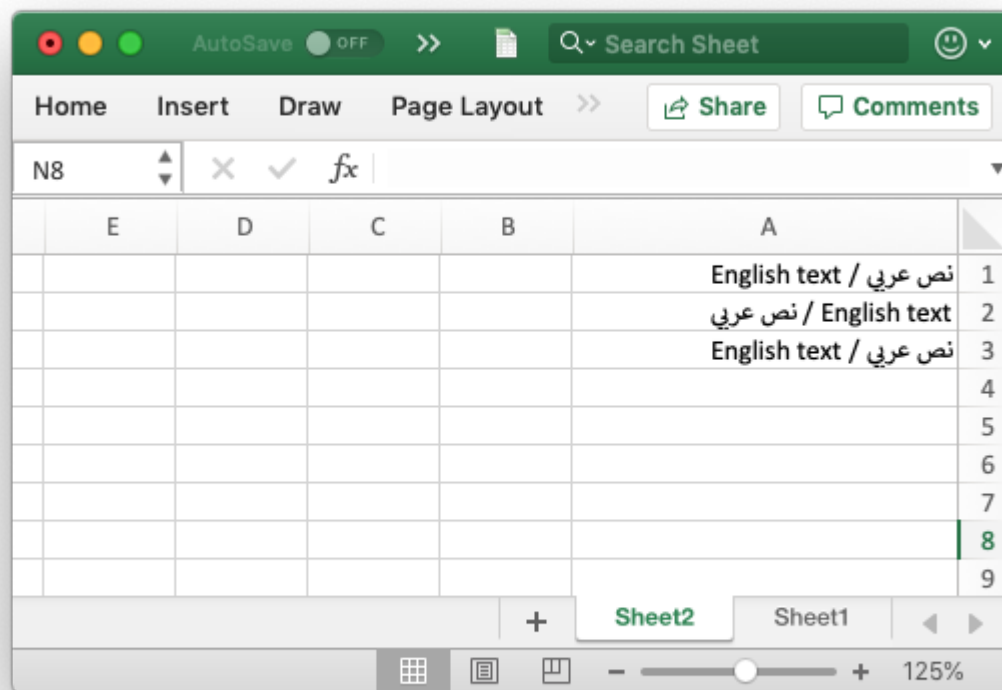 AutoSave OFF Search Sheet
Home Insert Draw Page Layout Share Comments
N8 fx
E D C B A
نص عربي / English text 1
نص عربي / English text 2
نص عربي / English text 3
4
5
6
7
8
9
Sheet2 Sheet1
125%